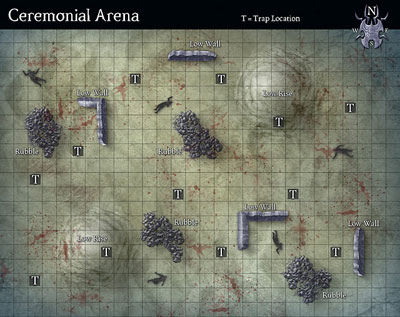 Ceremonial Arena
T = Trap Location
N
W
E
S
Low Wall
T
T
Low Wall
Low Rise
T
T
Rubble
T
Rubble
T
T
T
Low Wall
Rubble
Low Wall
Low Rise
T
T
T
T
Rubble